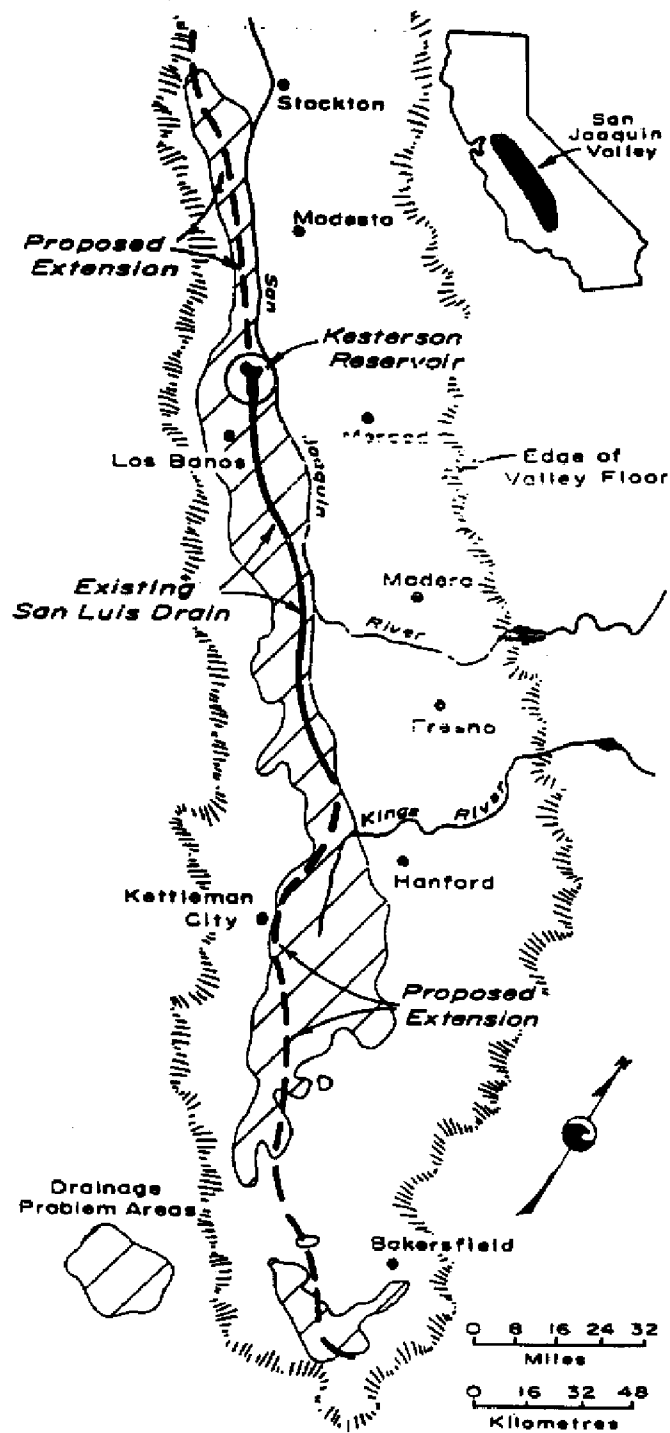 Stockton
San
Joaquin
Valley
Modesto
Proposed
Extension
San
Kesterson
Reservoir
Merced
Los Banos
Joaquin
Edge of
Valley Floor
Existing
San Luis Drain
Madera
River
Fresno
Kings River
Hanford
Kettleman
City
Proposed
Extension
N
Drainage
Problem Areas
Bakersfield
0 8 16 24 32
Miles
0 16 32 48
Kilometres